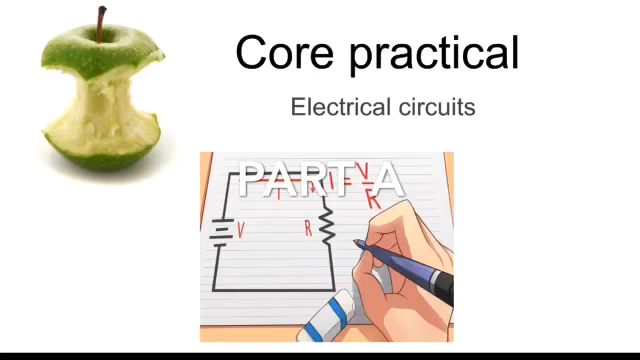 Core practical
Electrical circuits
PART A
I = V
R
V
R